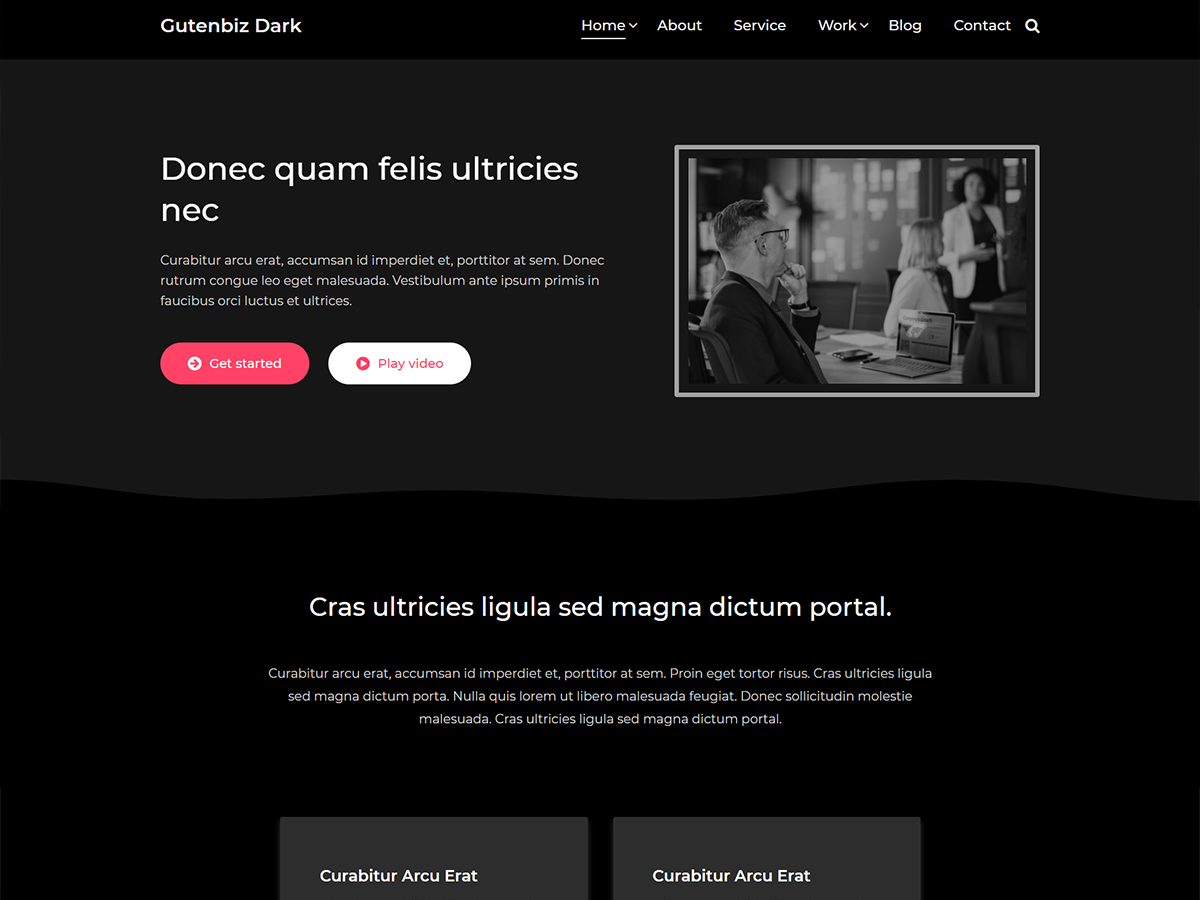 Gutenbiz Dark
Home About Service Work Blog Contact
Donec quam felis ultricies
nec
Curabitur arcu erat, accumsan id imperdiet et, porttitor at sem. Donec
rutrum congue leo eget malesuada. Vestibulum ante ipsum primis in
faucibus orci luctus et ultrices.
Get started
Play video
Cras ultricies ligula sed magna dictum portal.
Curabitur arcu erat, accumsan id imperdiet et, porttitor at sem. Proin eget tortor risus. Cras ultricies ligula
sed magna dictum porta. Nulla quis lorem ut libero malesuada feugiat. Donec sollicitudin molestie
malesuada. Cras ultricies ligula sed magna dictum portal.
Curabitur Arcu Erat
Curabitur Arcu Erat